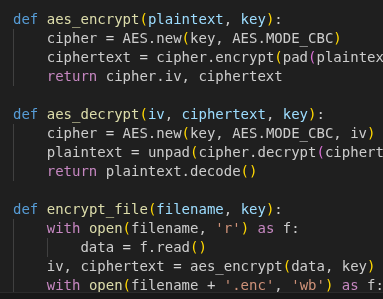 def aes_encrypt(plaintext, key):
    cipher = AES.new(key, AES.MODE_CBC)
    ciphertext = cipher.encrypt(pad(plaintex
    return cipher.iv, ciphertext

def aes_decrypt(iv, ciphertext, key):
    cipher = AES.new(key, AES.MODE_CBC, iv)
    plaintext = unpad(cipher.decrypt(ciphert
    return plaintext.decode()

def encrypt_file(filename, key):
    with open(filename, 'r') as f:
        data = f.read()
    iv, ciphertext = aes_encrypt(data, key)
    with open(filename + '.enc', 'wb') as f: